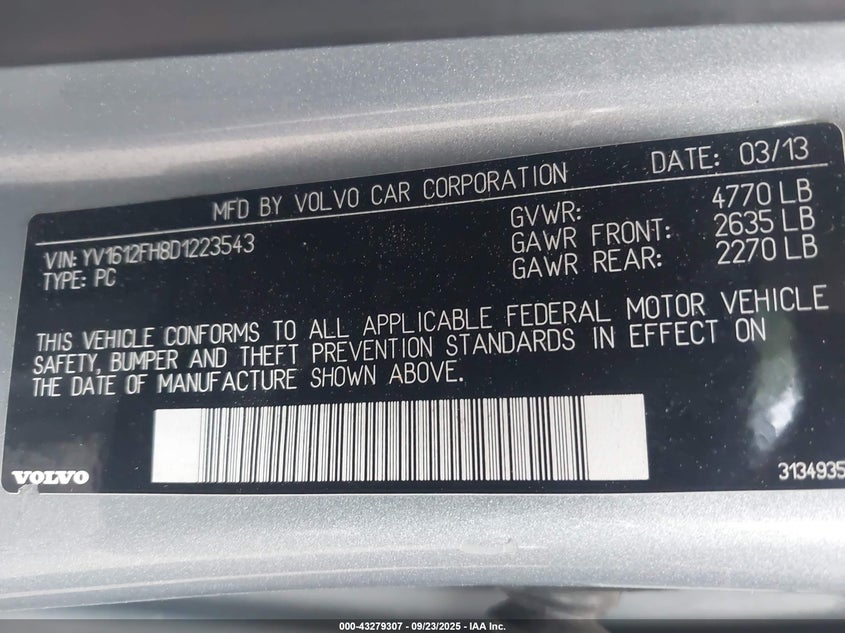 MFD BY VOLVO CAR CORPORATION DATE: 03/13
VIN: YV1612FH8D1223543 GVWR: 4770 LB
TYPE: PC GAWR FRONT: 2635 LB
GAWR REAR: 2270 LB
THIS VEHICLE CONFORMS TO ALL APPLICABLE FEDERAL MOTOR VEHICLE
SAFETY, BUMPER AND THEFT PREVENTION STANDARDS IN EFFECT ON
THE DATE OF MANUFACTURE SHOWN ABOVE.
VOLVO 3134935
000-43279307 - 09/23/2025 - IAA Inc.